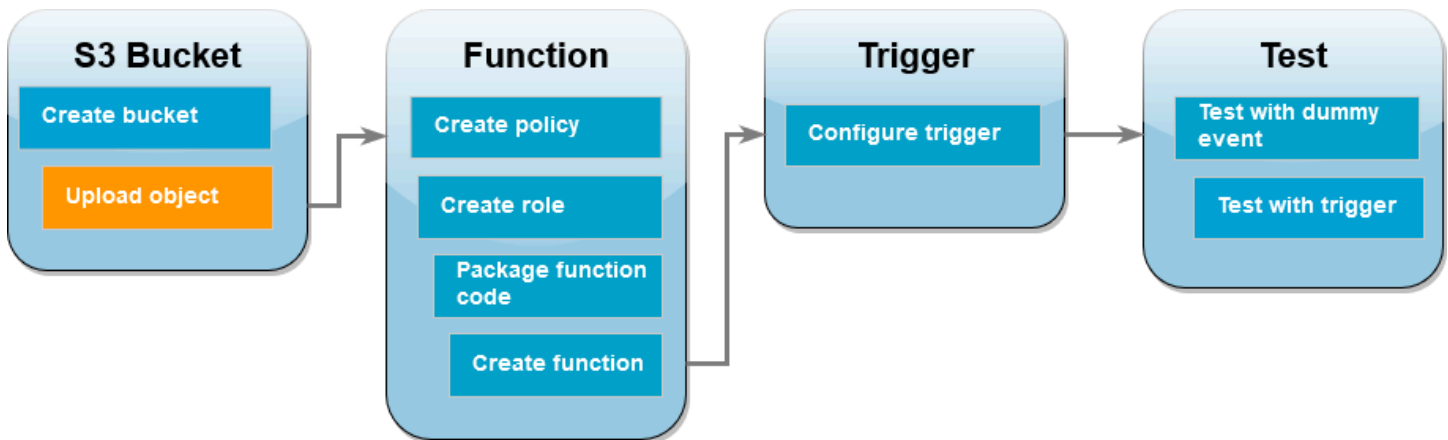 S3 Bucket
Create bucket
Upload object
Function
Create policy
Create role
Package function
code
Create function
Trigger
Configure trigger
Test
Test with dummy
event
Test with trigger